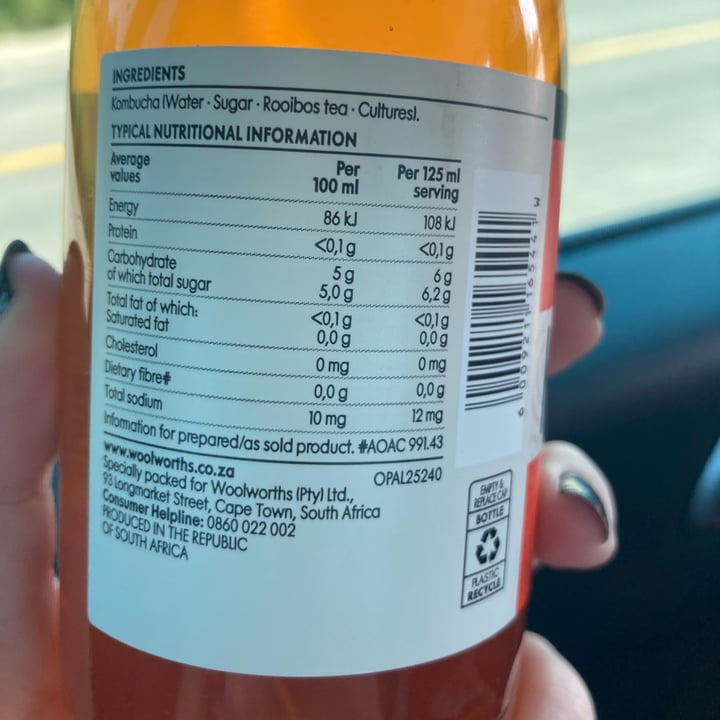 INGREDIENTS
Kombucha (Water · Sugar · Rooibos tea · Cultures).
TYPICAL NUTRITIONAL INFORMATION
Average values Per 100 ml Per 125 ml serving
Energy 86 kJ 108 kJ
Protein <0,1 g <0,1 g
Carbohydrate 5 g 6 g
of which total sugar 5,0 g 6,2 g
Total fat of which: <0,1 g <0,1 g
Saturated fat 0,0 g 0,0 g
Cholesterol 0 mg 0 mg
Dietary fibre# 0,0 g 0,0 g
Total sodium 10 mg 12 mg
Information for prepared/as sold product. #AOAC 991.43
www.woolworths.co.za OPAL25240
Specially packed for Woolworths (Pty) Ltd.,
93 Longmarket Street, Cape Town, South Africa
Consumer Helpline: 0860 022 002
PRODUCED IN THE REPUBLIC
OF SOUTH AFRICA
EMPTY &
REPLACE CAP
BOTTLE
PLASTIC
RECYCLE